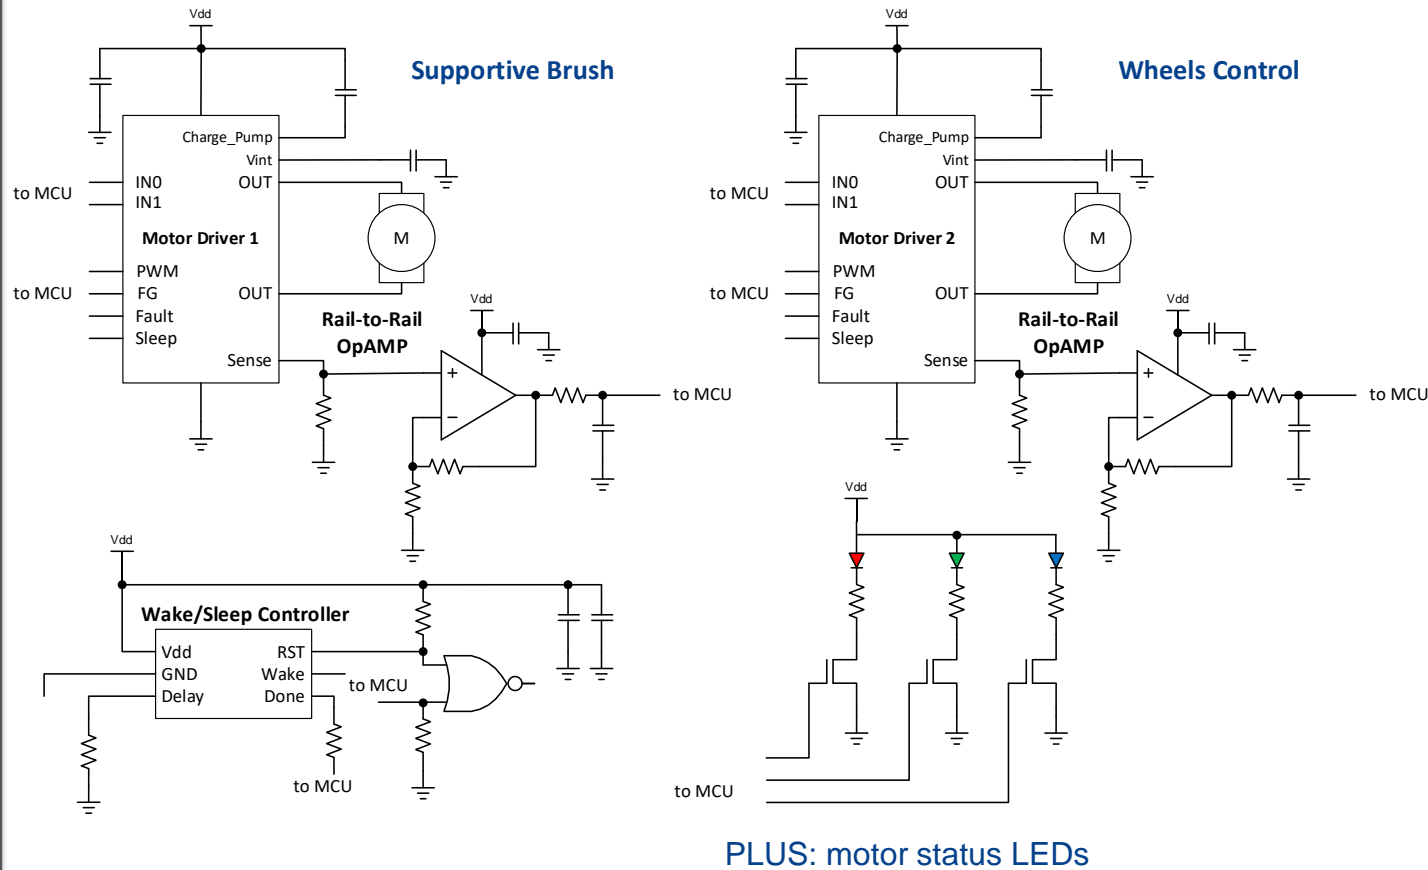 Vdd
Supportive Brush
Charge_Pump
Vint
to MCU
IN0
IN1
OUT
Motor Driver 1
M
to MCU
PWM
FG
Fault
Sleep
OUT
Rail-to-Rail
OpAMP
Vdd
Sense
+
−
to MCU
Vdd
Wheels Control
Charge_Pump
Vint
to MCU
IN0
IN1
OUT
Motor Driver 2
M
to MCU
PWM
FG
Fault
Sleep
OUT
Rail-to-Rail
OpAMP
Vdd
Sense
+
−
to MCU
Vdd
Wake/Sleep Controller
Vdd
GND
Delay
RST
Wake
Done
to MCU
to MCU
Vdd
to MCU
PLUS: motor status LEDs